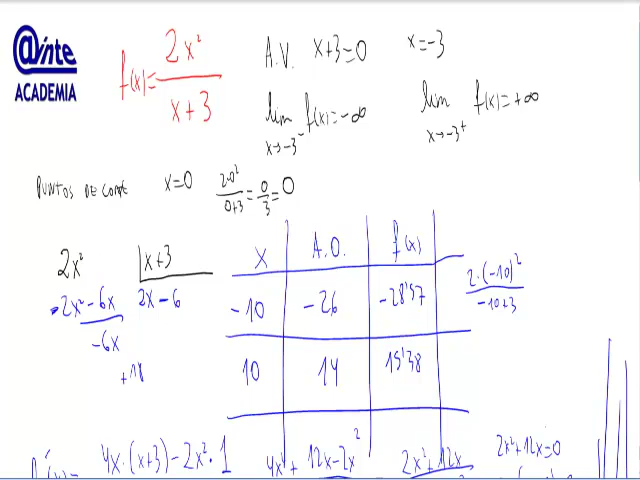 @inte
ACADEMIA
f(x)= 2x² / x+3
A.V. x+3=0 x=-3
lim f(x)=-∞
x→-3⁻
lim f(x)=+∞
x→-3⁺
PUNTOS DE CORTE x=0 2·0² / 0+3 = 0/3 = 0
2x² |x+3
-2x²-6x 2x-6
-6x
+18
x A.O. f(x)
-10 -26 -28'57
2·(-10)² / -10+3
10 14 15'38
4x·(x+3)-2x²·1
4x²+12x-2x²
2x²+12x
2x²+12x=0